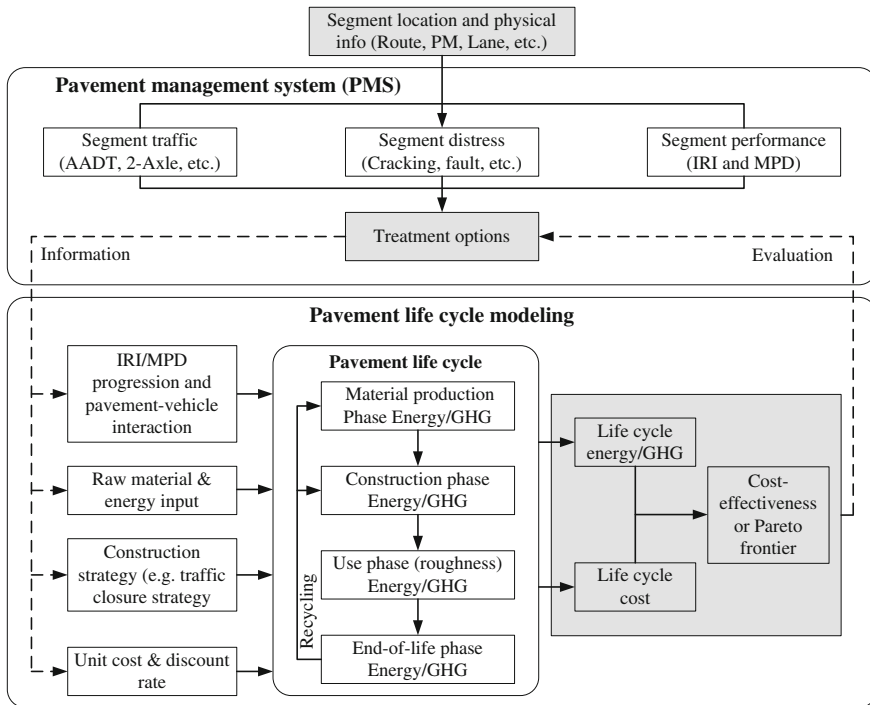 Segment location and physical
info (Route, PM, Lane, etc.)
Pavement management system (PMS)
Segment traffic
(AADT, 2-Axle, etc.)
Segment distress
(Cracking, fault, etc.)
Segment performance
(IRI and MPD)
Treatment options
Information
Evaluation
Pavement life cycle modeling
IRI/MPD
progression and
pavement-vehicle
interaction
Raw material &
energy input
Construction
strategy (e.g. traffic
closure strategy
Unit cost & discount
rate
Pavement life cycle
Material production
Phase Energy/GHG
Construction phase
Energy/GHG
Use phase (roughness)
Energy/GHG
End-of-life phase
Energy/GHG
Recycling
Life cycle
energy/GHG
Life cycle
cost
Cost-
effectiveness
or Pareto
frontier